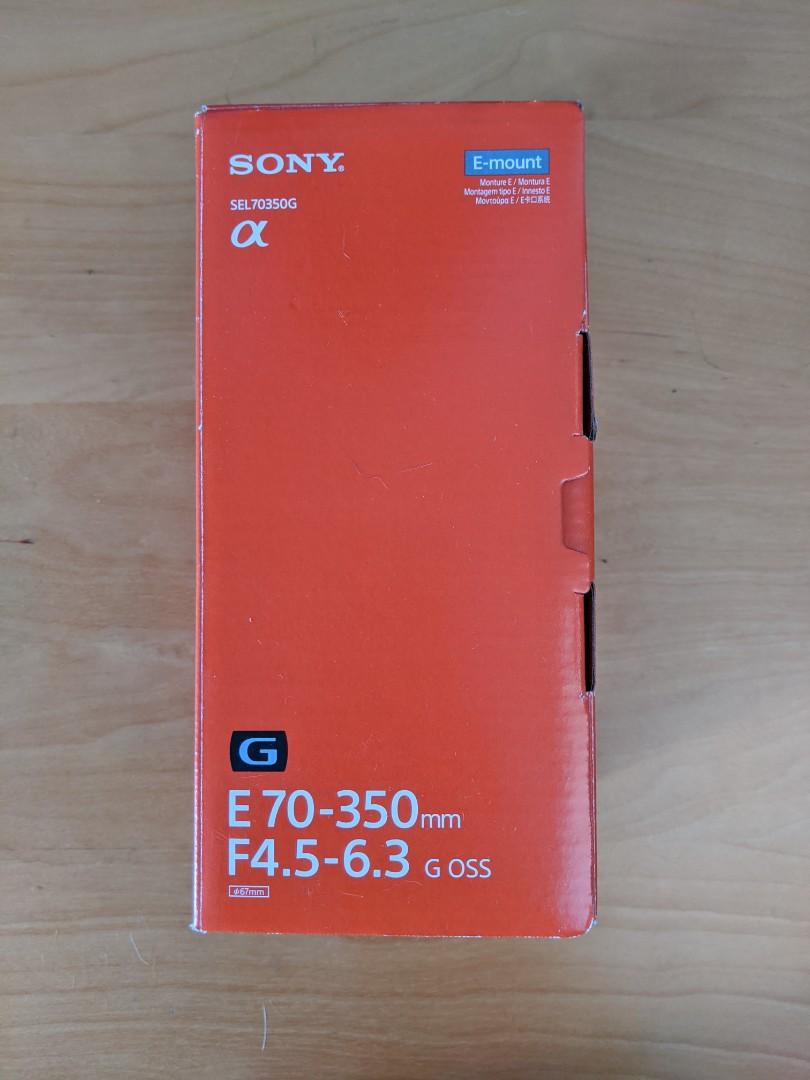 SONY®
E-mount
Monture E / Montura E
Montagem tipo E / Innesto E
Μοντούρα E / E卡口系统
SEL70350G
α
G
E 70-350mm
F4.5-6.3 G OSS
φ67mm